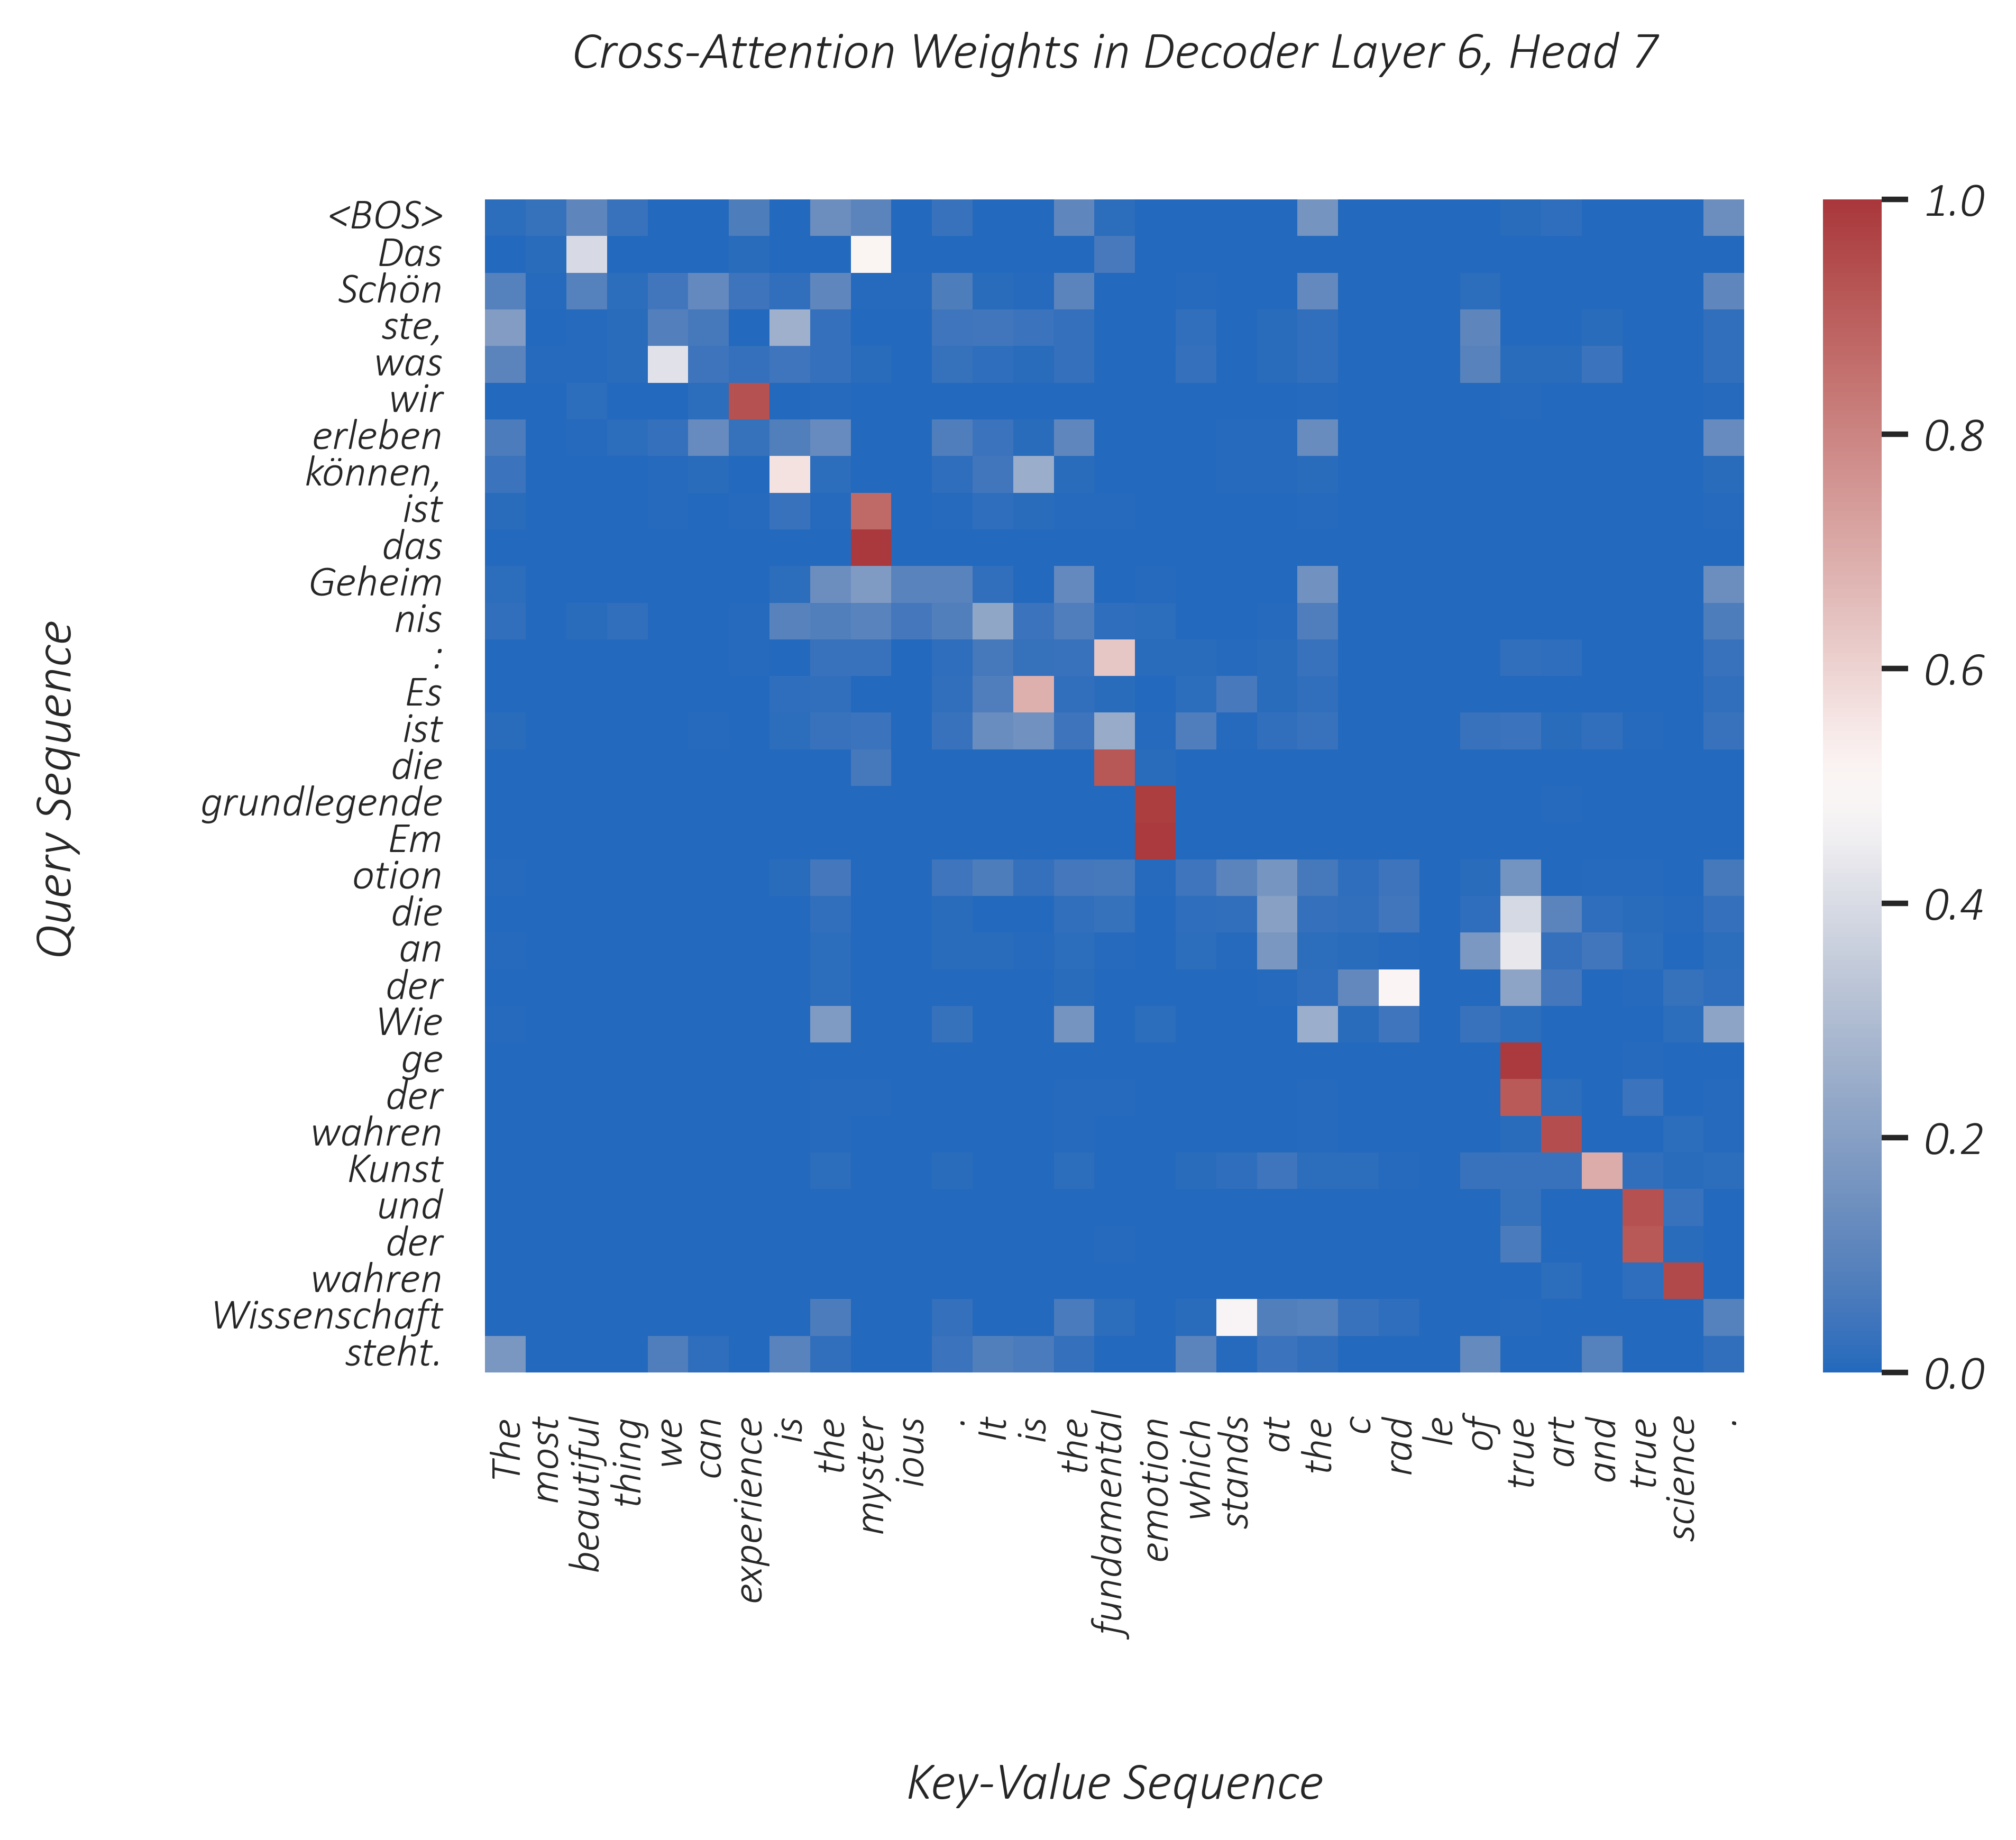 Cross-Attention Weights in Decoder Layer 6, Head 7
Query Sequence
<BOS>
Das
Schön
ste,
was
wir
erleben
können,
ist
das
Geheim
nis
:
Es
ist
die
grundlegende
Em
otion
die
an
der
Wie
ge
der
wahren
Kunst
und
der
wahren
Wissenschaft
steht.
The
most
beautiful
thing
we
can
experience
is
the
myster
ious
.
It
is
the
fundamental
emotion
which
stands
at
the
c
rad
le
of
true
art
and
true
science
.
Key-Value Sequence
1.0
0.8
0.6
0.4
0.2
0.0